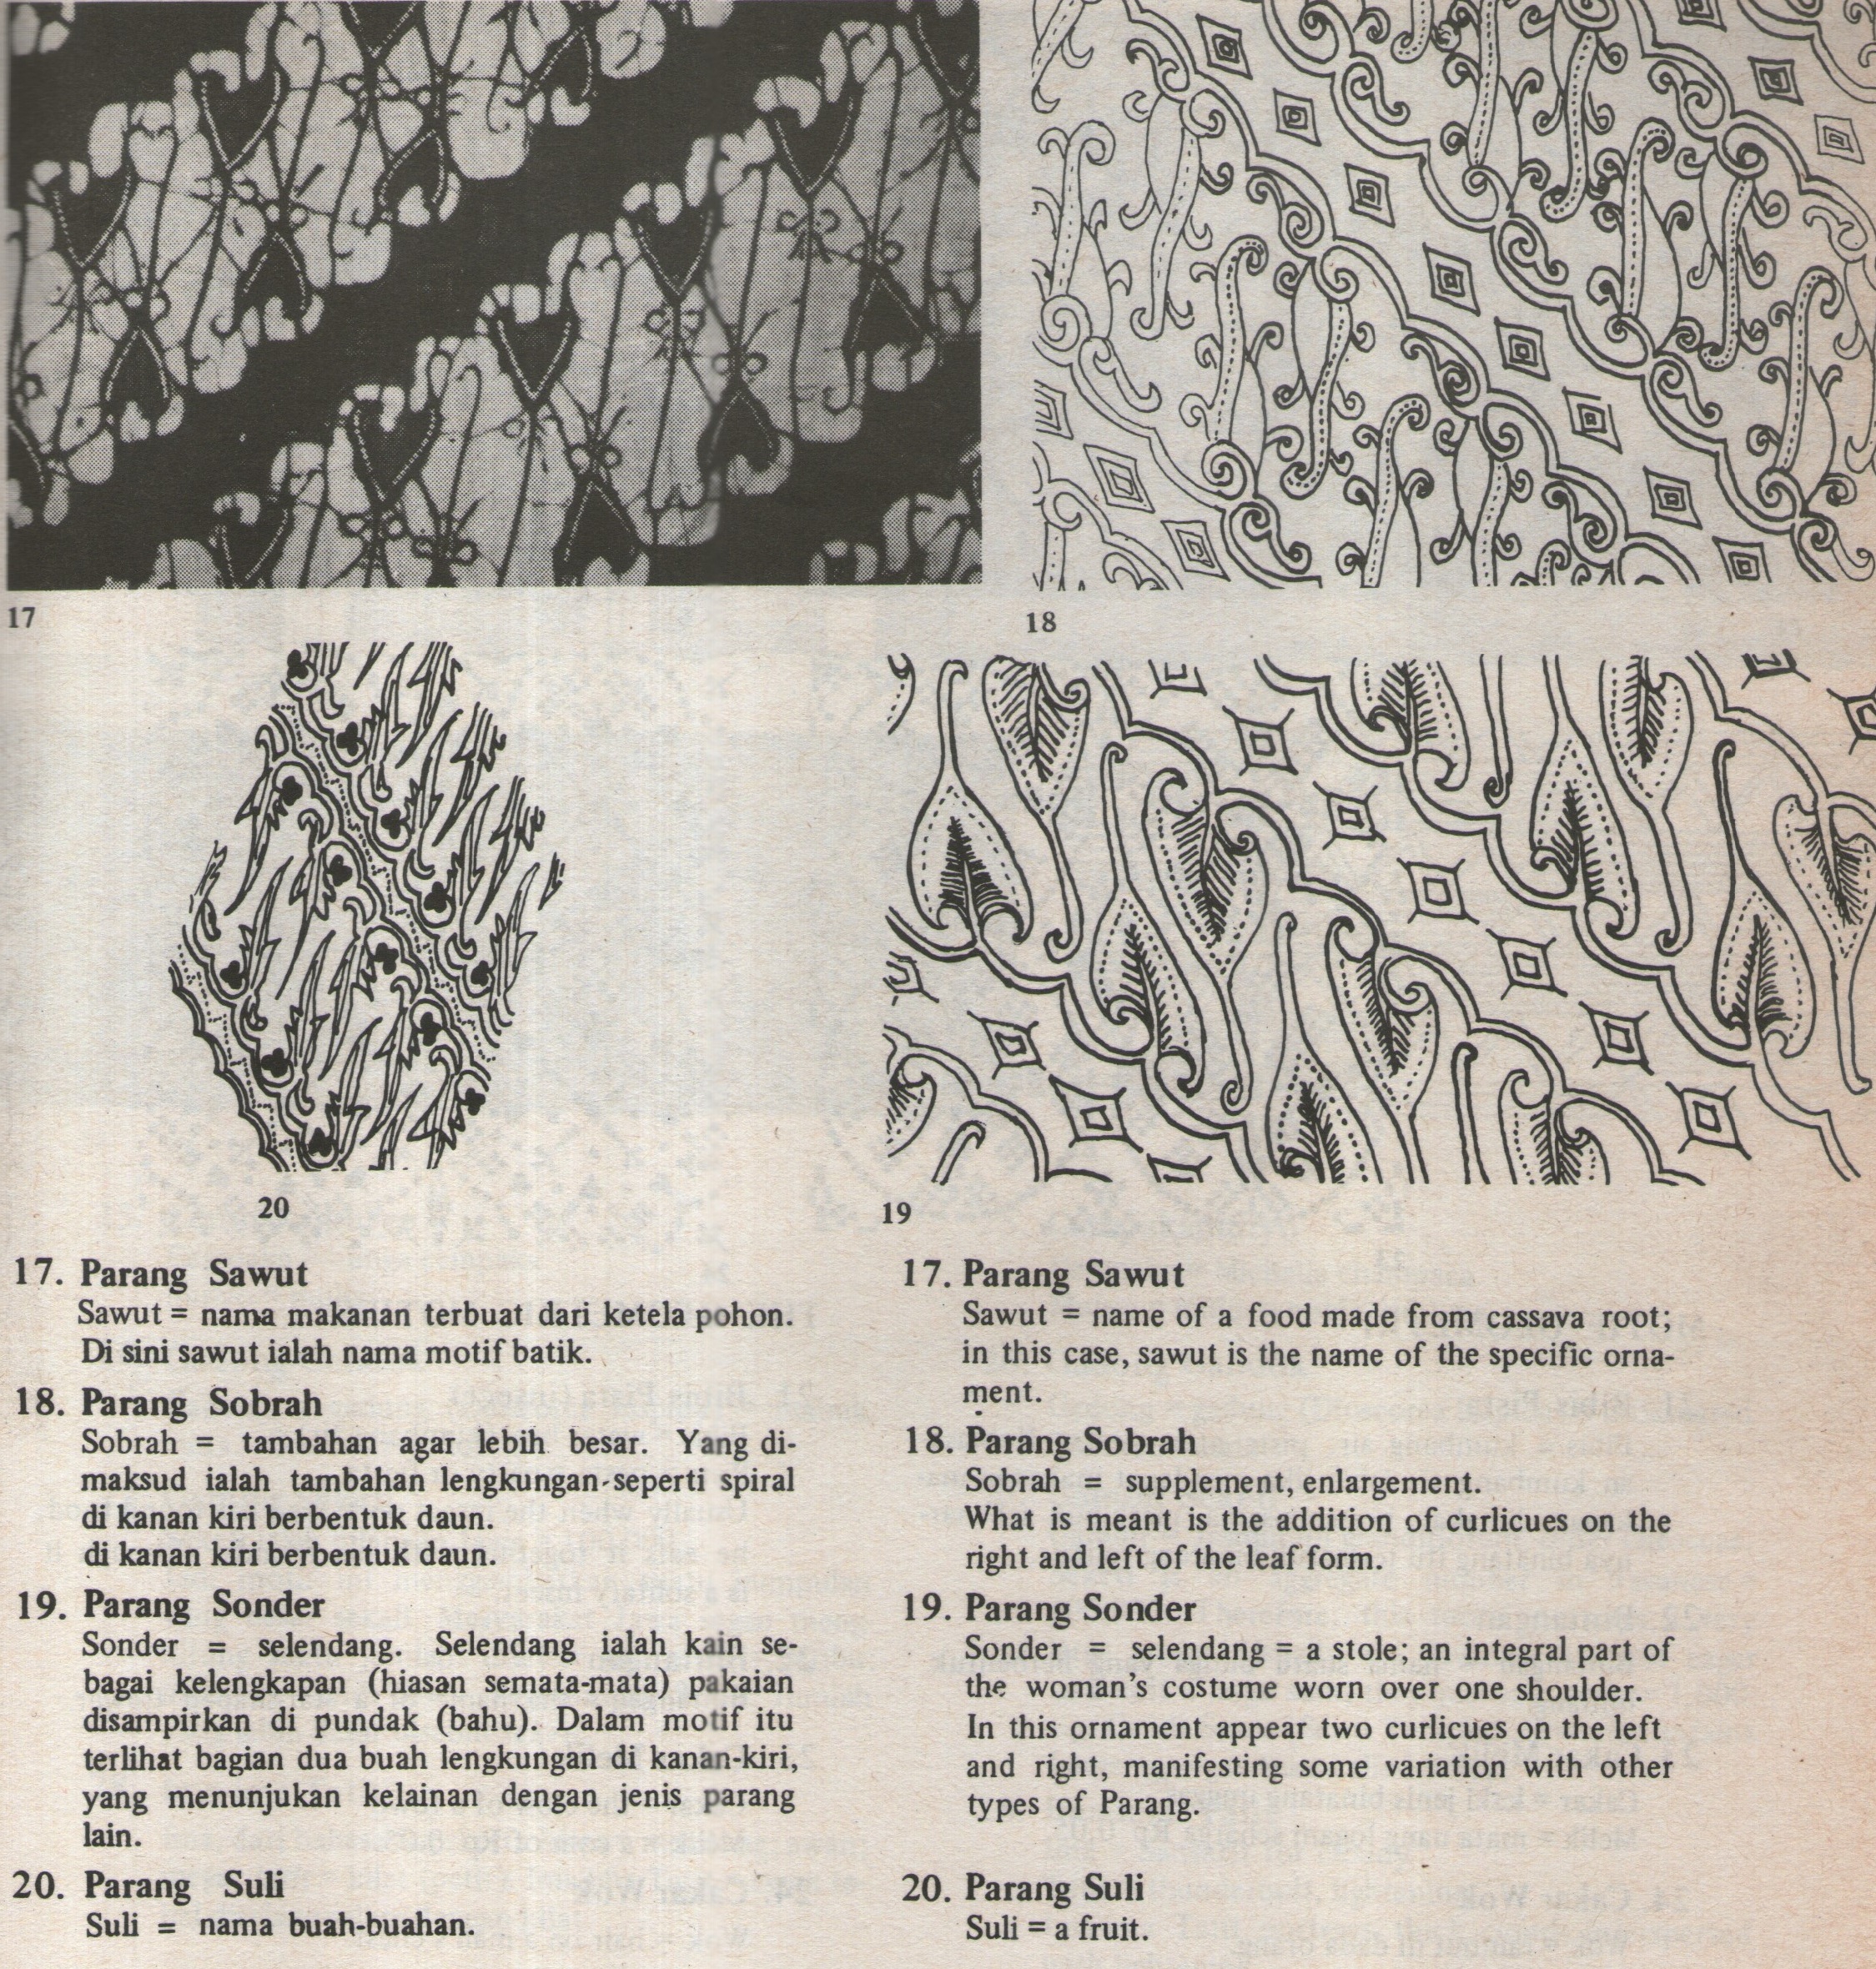 17
18
20
19
17. Parang Sawut
Sawut = nama makanan terbuat dari ketela pohon.
Di sini sawut ialah nama motif batik.
18. Parang Sobrah
Sobrah = tambahan agar lebih besar. Yang di-
maksud ialah tambahan lengkungan-seperti spiral
di kanan kiri berbentuk daun.
di kanan kiri berbentuk daun.
19. Parang Sonder
Sonder = selendang. Selendang ialah kain se-
bagai kelengkapan (hiasan semata-mata) pakaian
disampirkan di pundak (bahu). Dalam motif itu
terlihat bagian dua buah lengkungan di kanan-kiri,
yang menunjukan kelainan dengan jenis parang
lain.
20. Parang Suli
Suli = nama buah-buahan.
17. Parang Sawut
Sawut = name of a food made from cassava root;
in this case, sawut is the name of the specific orna-
ment.
18. Parang Sobrah
Sobrah = supplement, enlargement.
What is meant is the addition of curlicues on the
right and left of the leaf form.
19. Parang Sonder
Sonder = selendang = a stole; an integral part of
the woman's costume worn over one shoulder.
In this ornament appear two curlicues on the left
and right, manifesting some variation with other
types of Parang.
20. Parang Suli
Suli = a fruit.